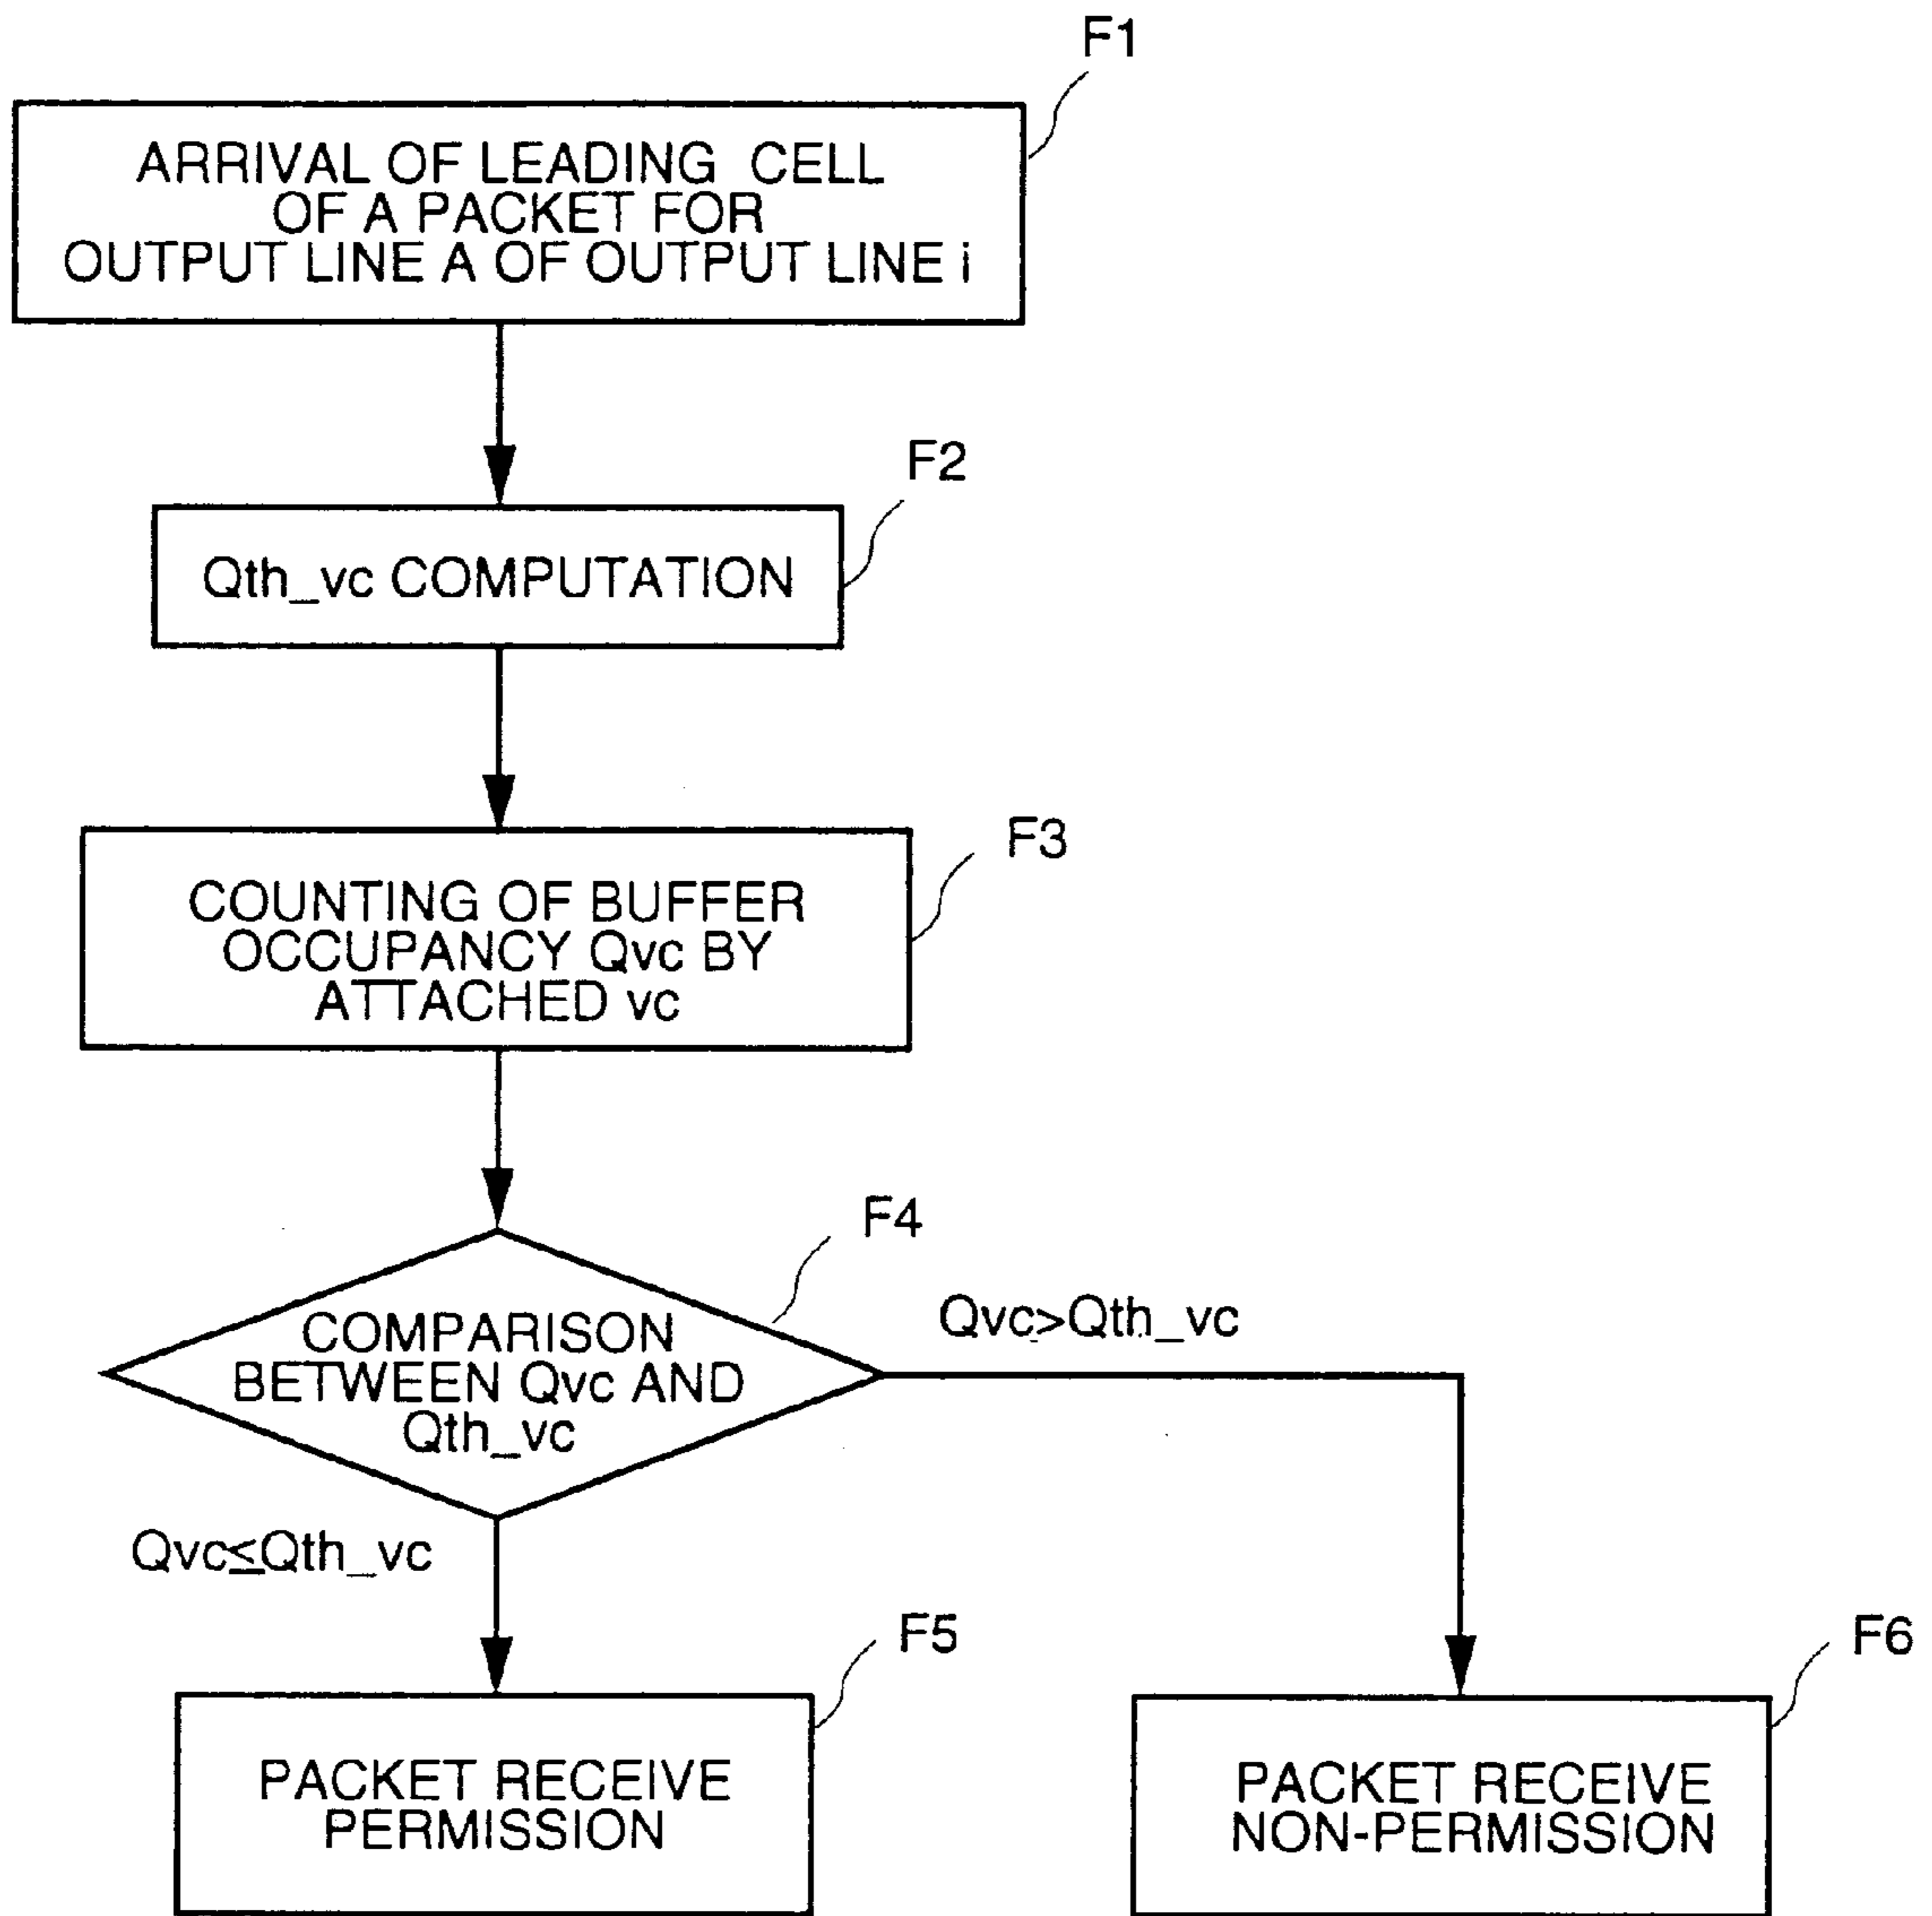 F1
ARRIVAL OF LEADING CELL
OF A PACKET FOR
OUTPUT LINE A OF OUTPUT LINE i
F2
Qth_vc COMPUTATION
F3
COUNTING OF BUFFER
OCCUPANCY Qvc BY
ATTACHED vc
F4
COMPARISON
BETWEEN Qvc AND
Qth_vc
Qvc>Qth_vc
Qvc≤Qth_vc
F5
PACKET RECEIVE
PERMISSION
F6
PACKET RECEIVE
NON-PERMISSION